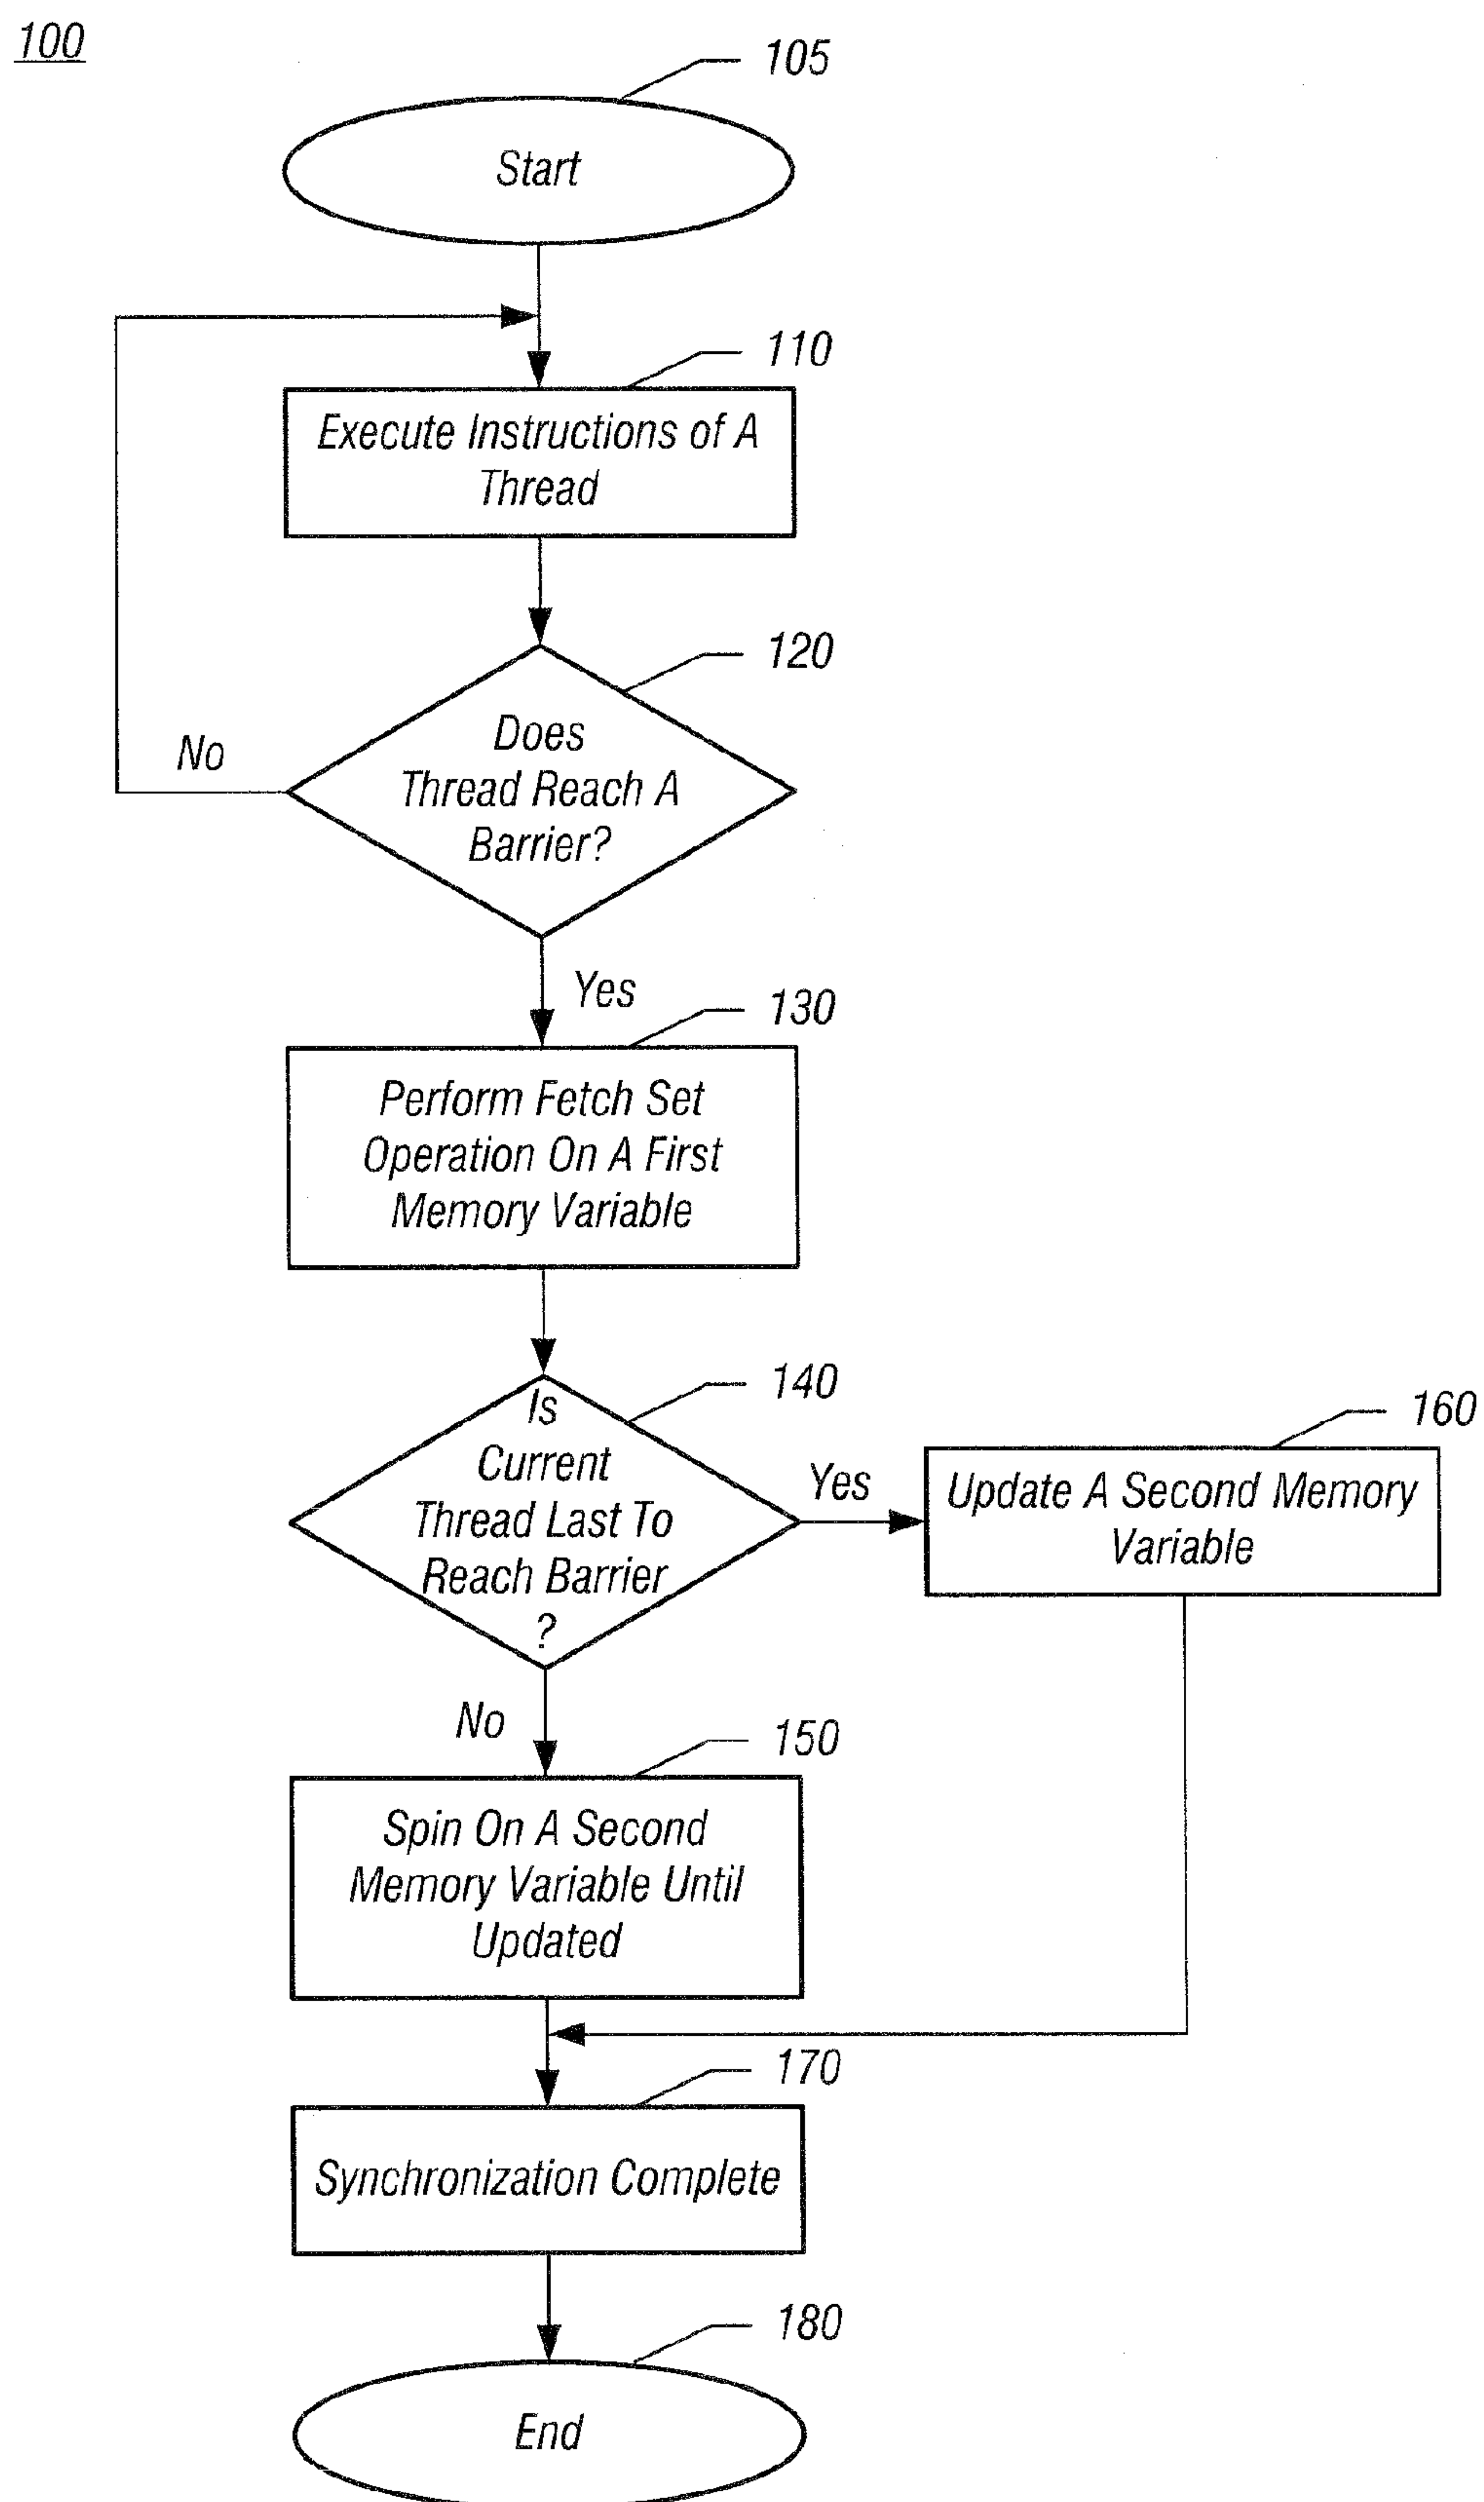 100
105
Start
110
Execute Instructions of A
Thread
120
Does
Thread Reach A
Barrier?
No
Yes
130
Perform Fetch Set
Operation On A First
Memory Variable
140
Is
Current
Thread Last To
Reach Barrier
?
Yes
160
Update A Second Memory
Variable
No
150
Spin On A Second
Memory Variable Until
Updated
170
Synchronization Complete
180
End